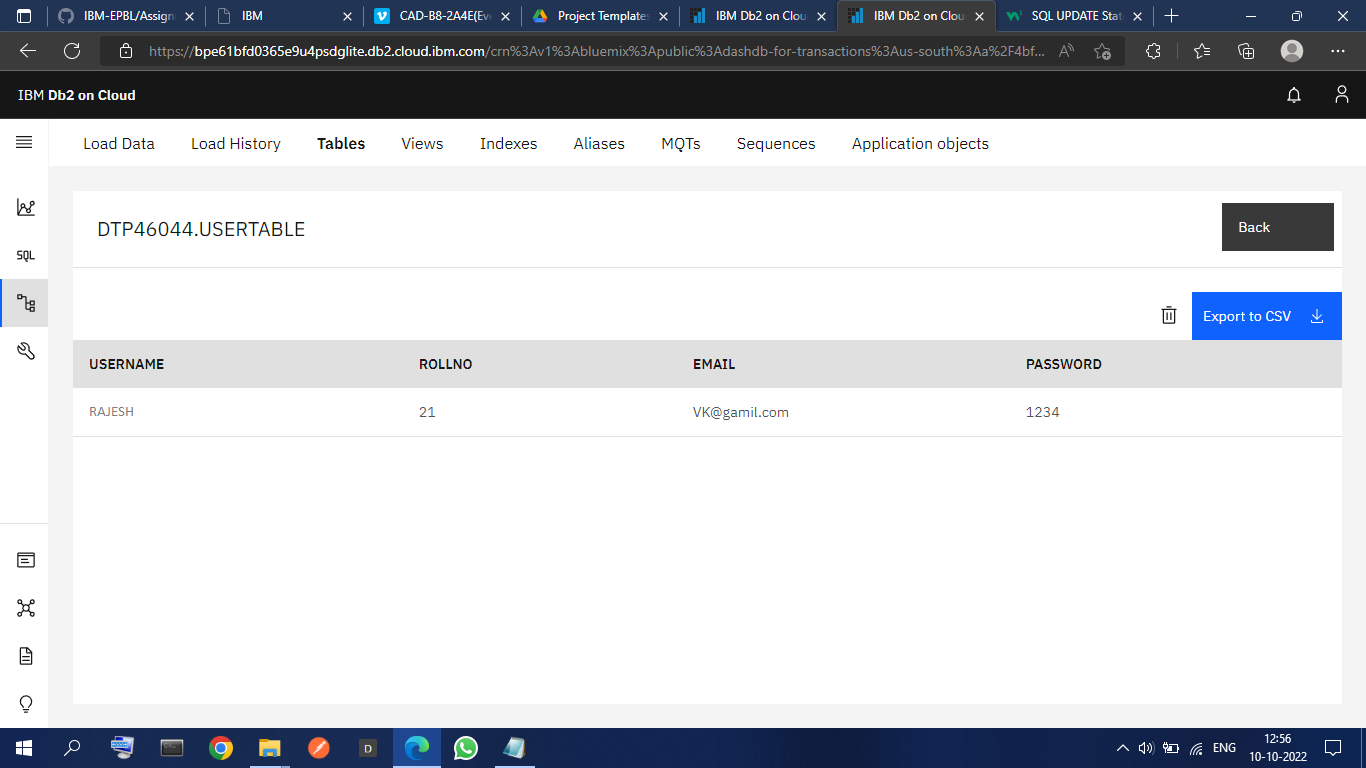 IBM-EPBL/Assign
IBM
CAD-B8-2A4E(Eve
Project Templates
IBM Db2 on Clou
IBM Db2 on Clou
SQL UPDATE Stat
https://bpe61bfd0365e9u4psdglite.db2.cloud.ibm.com/crn%3Av1%3Abluemix%3Apublic%3Adashdb-for-transactions%3Aus-south%3Aa%2F4bf...
IBM Db2 on Cloud
Load Data
Load History
Tables
Views
Indexes
Aliases
MQTs
Sequences
Application objects
DTP46044.USERTABLE
Back
SQL
Export to CSV
USERNAME ROLLNO EMAIL PASSWORD
RAJESH 21 VK@gamil.com 1234
D
ENG
12:56
10-10-2022